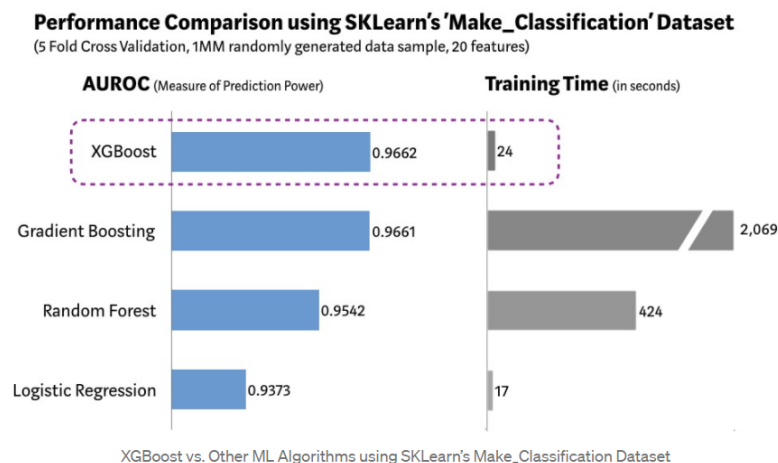 Performance Comparison using SKLearn's 'Make_Classification' Dataset
(5 Fold Cross Validation, 1MM randomly generated data sample, 20 features)
AUROC (Measure of Prediction Power)
Training Time (in seconds)
XGBoost
0.9662
24
Gradient Boosting
0.9661
2,069
Random Forest
0.9542
424
Logistic Regression
0.9373
17
XGBoost vs. Other ML Algorithms using SKLearn's Make_Classification Dataset